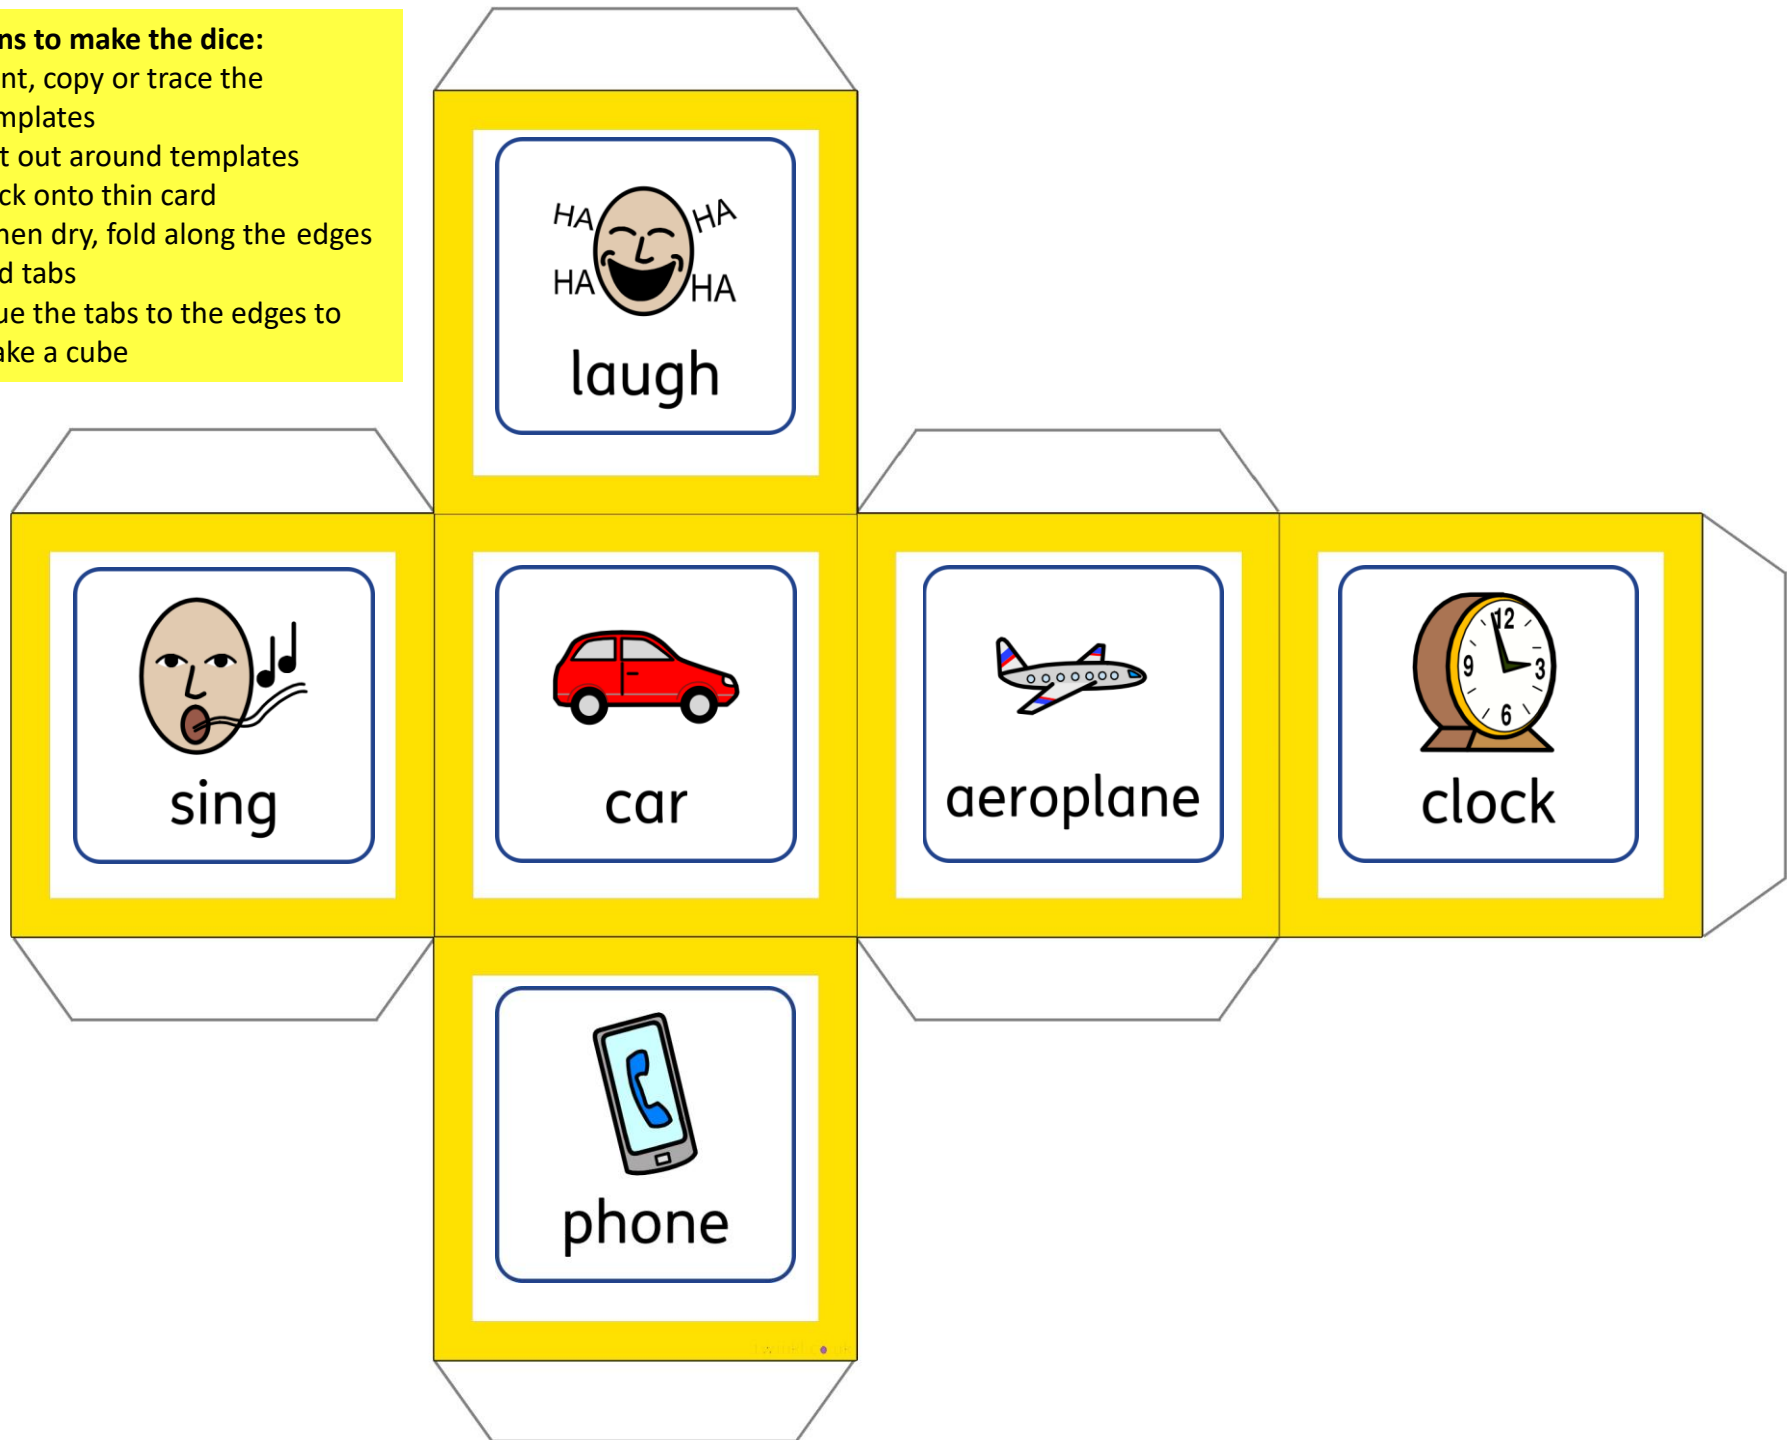 ns to make the dice:
nt, copy or trace the
mplates
t out around templates
ck onto thin card
hen dry, fold along the edges
d tabs
ue the tabs to the edges to
ake a cube
HA HA
HA HA
laugh
sing
car
aeroplane
12
9 3
6
clock
phone